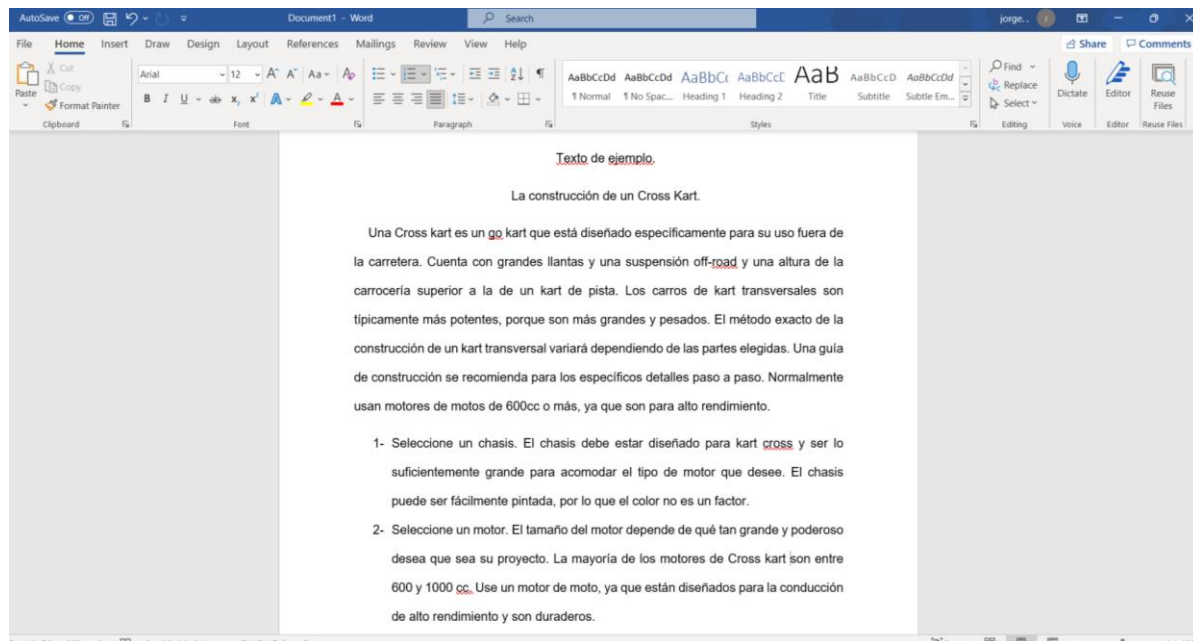 AutoSave Off Document1 - Word Search jorge. .
File Home Insert Draw Design Layout References Mailings Review View Help Share Comments
Paste Cut Copy Format Painter Arial 12 B I U AaBbCcDd ¶ Normal AaBbCcDd ¶ No Spac... Heading 1 Heading 2 AaB Title AaBbCcD Subtitle AaBbCcDd Subtle Em... Find Replace Select Dictate Editor Reuse Files
Clipboard Font Paragraph Styles Editing Voice Editor Reuse Files
Texto de ejemplo.
La construcción de un Cross Kart.
Una Cross kart es un go kart que está diseñado específicamente para su uso fuera de
la carretera. Cuenta con grandes llantas y una suspensión off-road y una altura de la
carrocería superior a la de un kart de pista. Los carros de kart transversales son
típicamente más potentes, porque son más grandes y pesados. El método exacto de la
construcción de un kart transversal variará dependiendo de las partes elegidas. Una guía
de construcción se recomienda para los específicos detalles paso a paso. Normalmente
usan motores de motos de 600cc o más, ya que son para alto rendimiento.
1- Seleccione un chasis. El chasis debe estar diseñado para kart cross y ser lo
suficientemente grande para acomodar el tipo de motor que desee. El chasis
puede ser fácilmente pintada, por lo que el color no es un factor.
2- Seleccione un motor. El tamaño del motor depende de qué tan grande y poderoso
desea que sea su proyecto. La mayoría de los motores de Cross kart son entre
600 y 1000 cc. Use un motor de moto, ya que están diseñados para la conducción
de alto rendimiento y son duraderos.